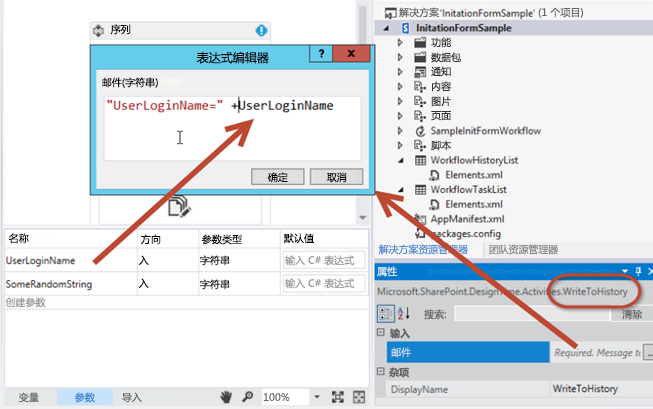 序列
表达式编辑器
? x
邮件(字符串)
"UserLoginName=" +UserLoginName
确定 取消
名称 方向 参数类型 默认值
UserLoginName 入 字符串 输入 C# 表达式
SomeRandomString 入 字符串 输入 C# 表达式
创建参数
变量 参数 导入 100%
解决方案'InitationFormSample' (1 个项目)
InitationFormSample
功能
数据包
通知
内容
图片
页面
SampleInitFormWorkflow
脚本
WorkflowHistoryList
Elements.xml
WorkflowTaskList
Elements.xml
AppManifest.xml
packages.config
解决方案资源管理器 团队资源管理器
属性
Microsoft.SharePoint.DesignTime.Activities.WriteToHistory
搜索: 清除
输入
邮件 Required. Message t ...
杂项
DisplayName WriteToHistory